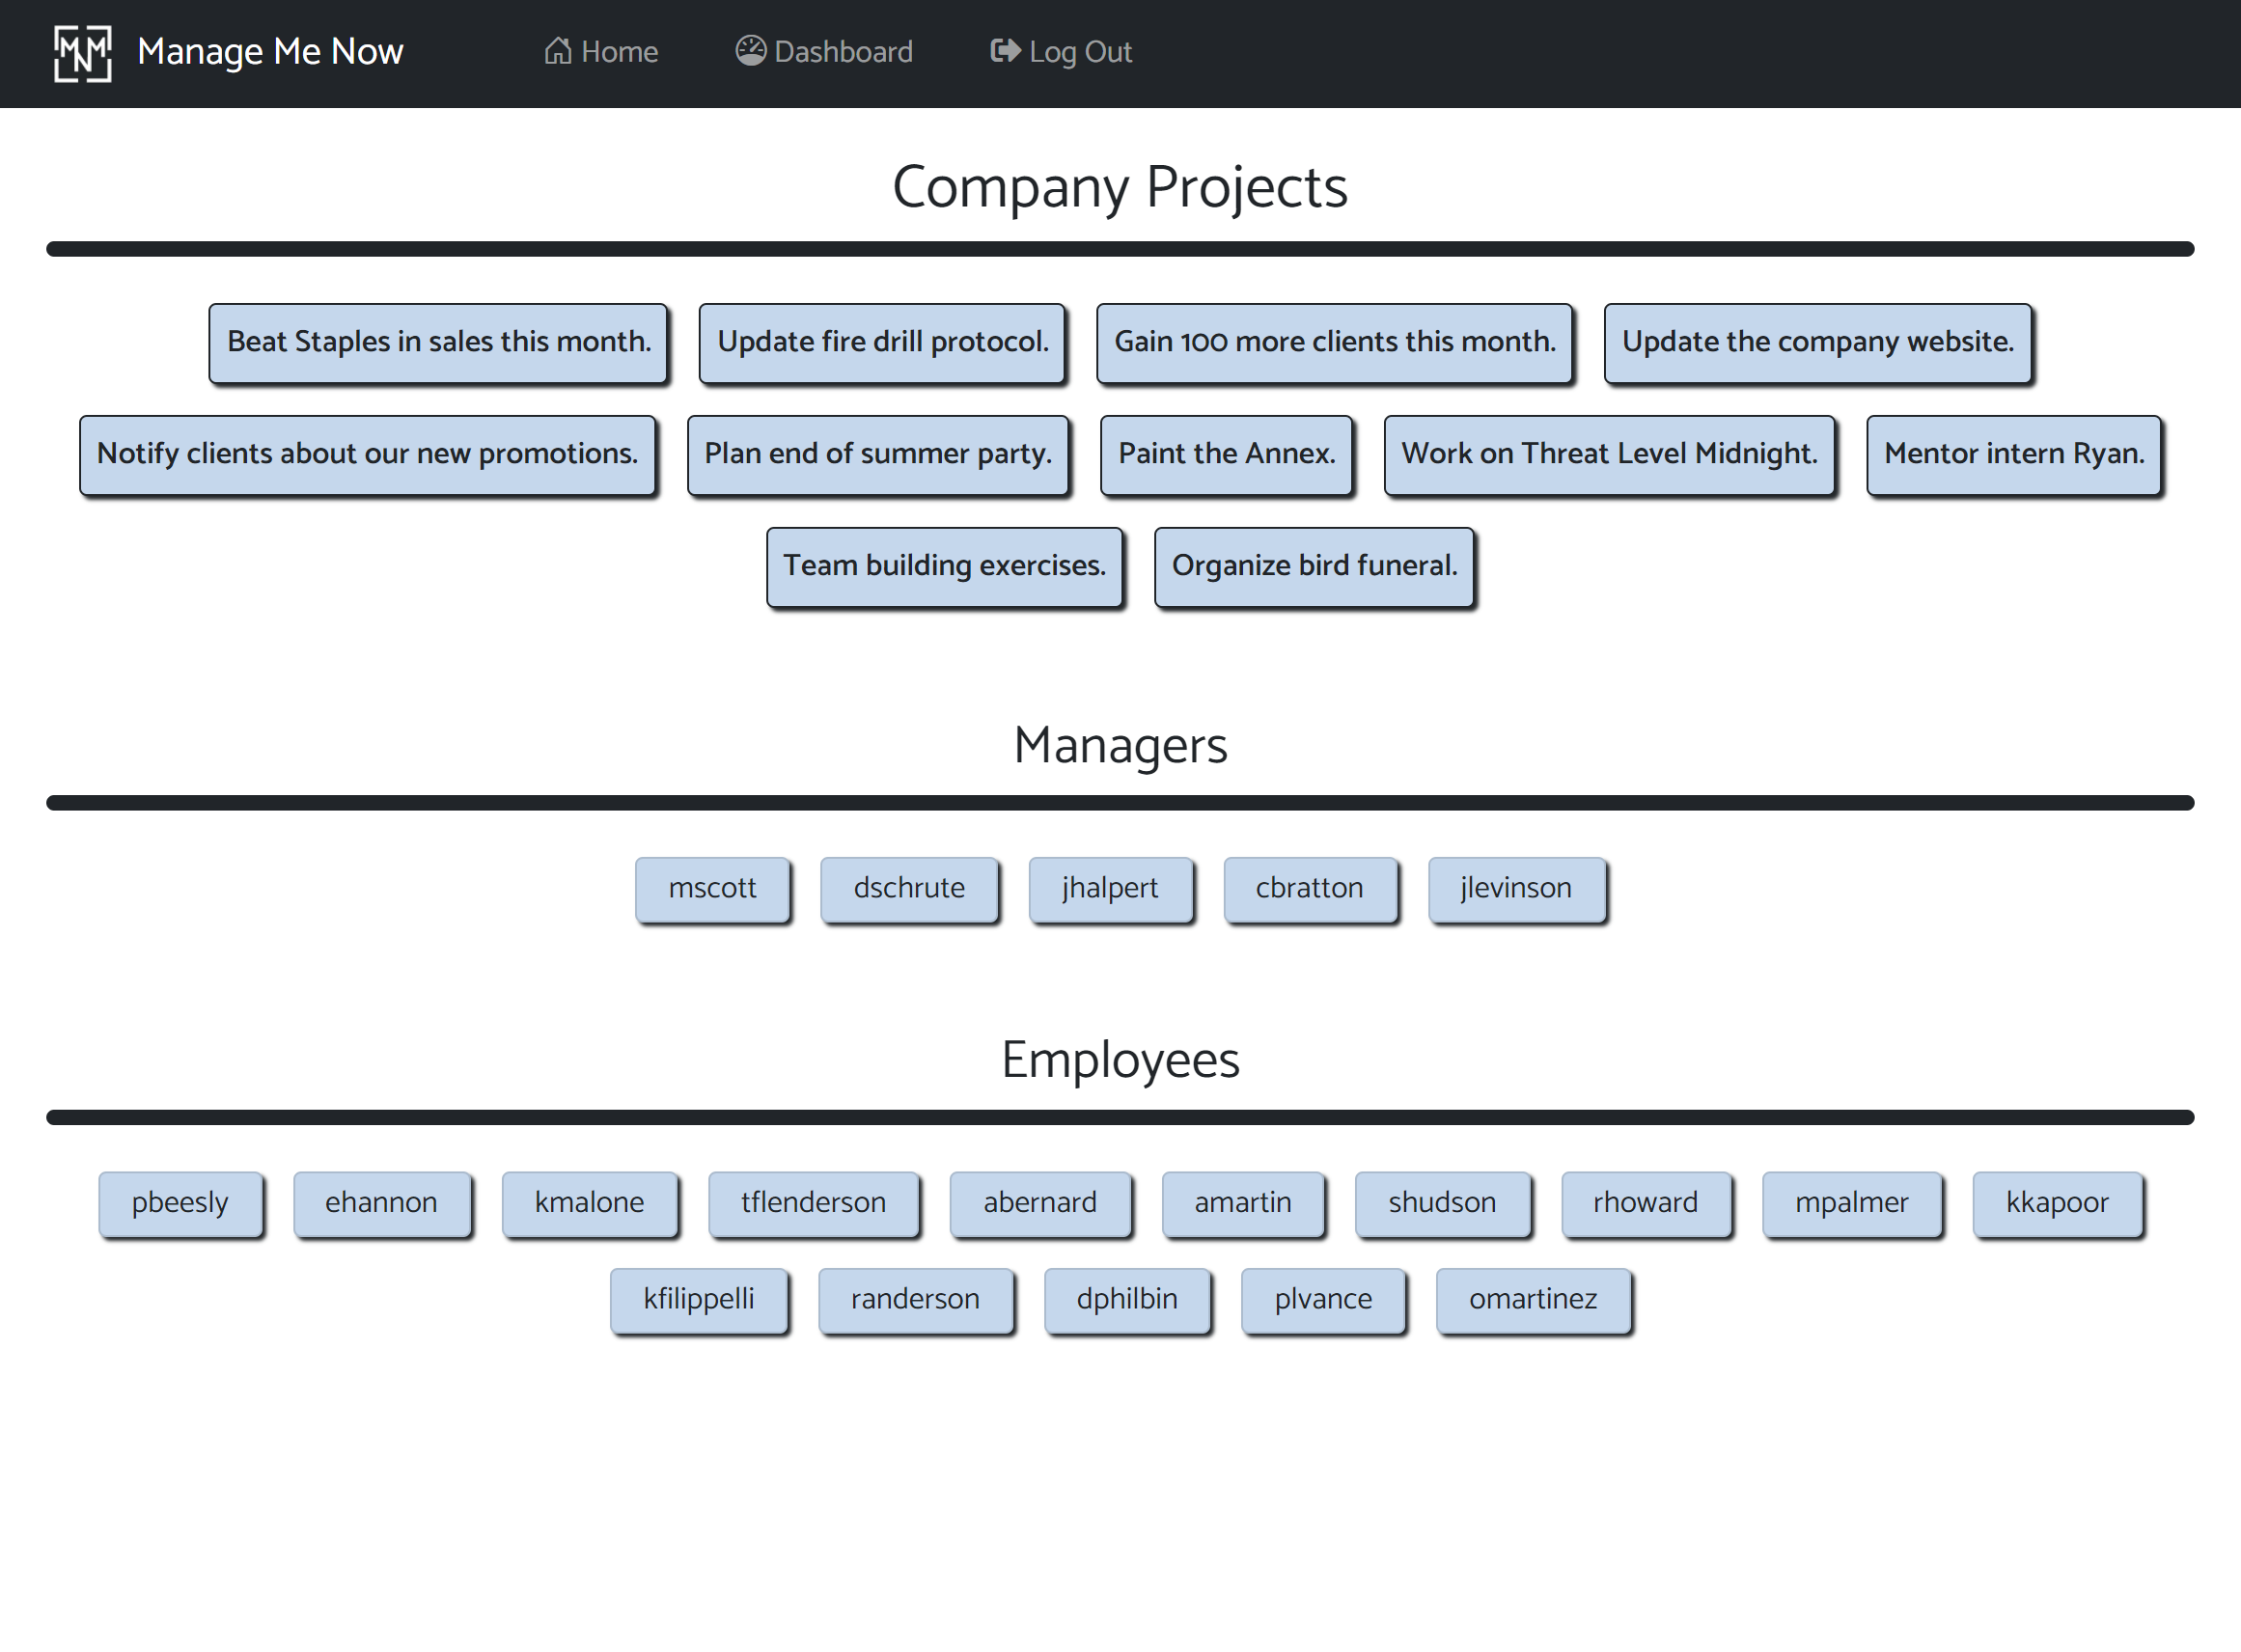 MNM Manage Me Now Home Dashboard Log Out
Company Projects
Beat Staples in sales this month. Update fire drill protocol. Gain 100 more clients this month. Update the company website.
Notify clients about our new promotions. Plan end of summer party. Paint the Annex. Work on Threat Level Midnight. Mentor intern Ryan.
Team building exercises. Organize bird funeral.
Managers
mscott dschrute jhalpert cbratton jlevinson
Employees
pbeesly ehannon kmalone tflenderson abernard amartin shudson rhoward mpalmer kkapoor
kfilippelli randerson dphilbin plvance omartinez